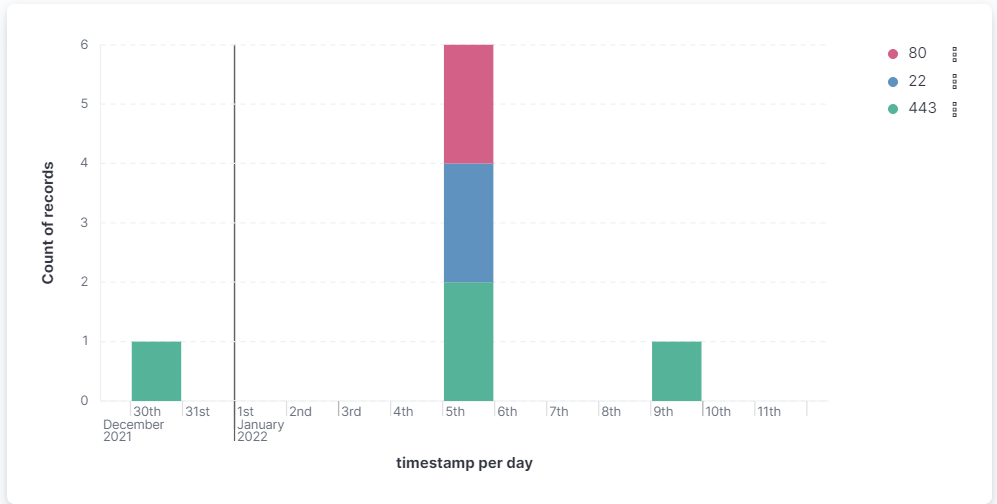 6
5
4
3
2
1
0
Count of records
30th 31st 1st 2nd 3rd 4th 5th 6th 7th 8th 9th 10th 11th
December January
2021 2022
timestamp per day
80
22
443